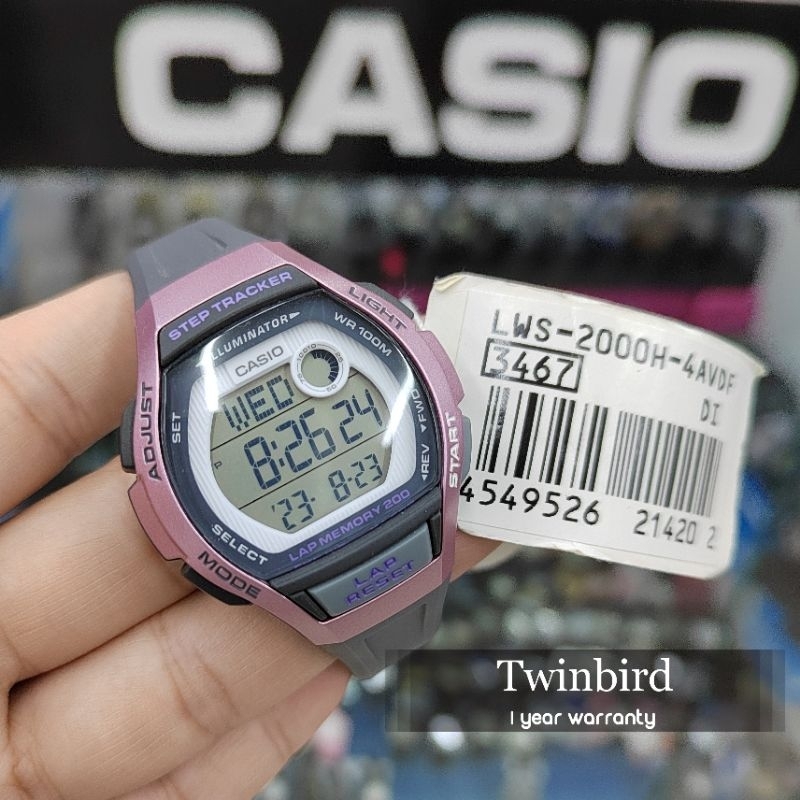 CASIO
STEP TRACKER
LIGHT
ILLUMINATOR
WR 100M
CASIO
ADJUST
SET
WED
P 8:26 24
'23 8-23
FWD
REV
START
SELECT
LAP MEMORY 200
MODE
LAP
RESET
LWS-2000H-4AVDF
3467
DI
4549526 21420 2
Twinbird
1 year warranty